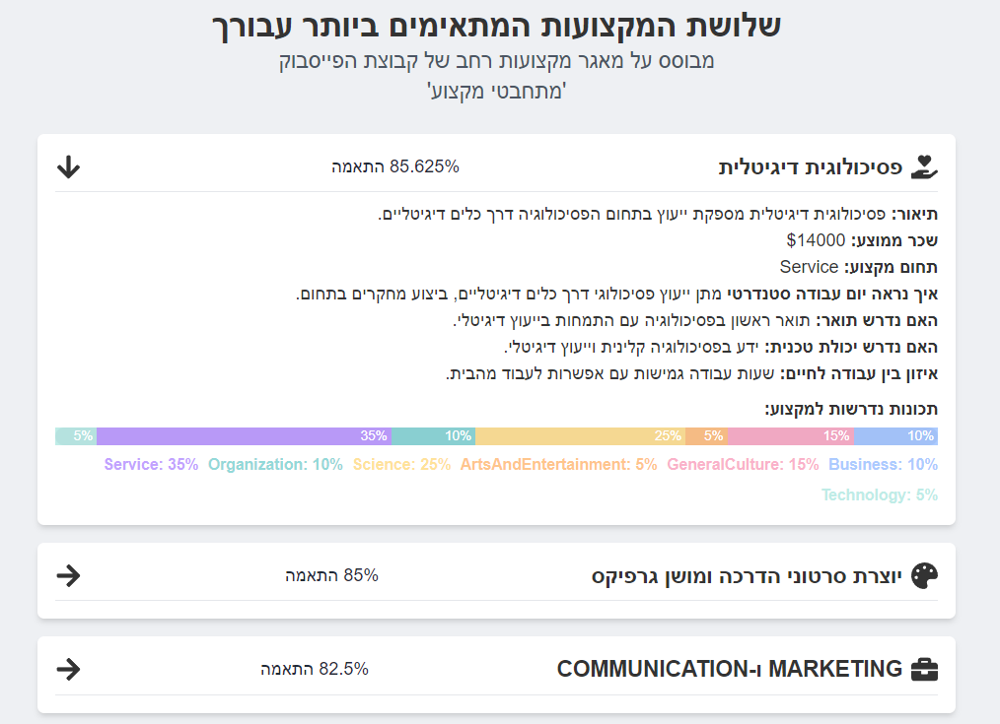 שלושת המקצועות המתאימים ביותר עבורך
מבוסס על מאגר מקצועות רחב של קבוצת הפייסבוק
'מתחבטי מקצוע'
פסיכולוגית דיגיטלית
85.625% התאמה
תיאור: פסיכולוגית דיגיטלית מספקת ייעוץ בתחום הפסיכולוגיה דרך כלים דיגיטליים.
שכר ממוצע: 14000$
תחום מקצוע: Service
איך נראה יום עבודה סטנדרטי מתן ייעוץ פסיכולוגי דרך כלים דיגיטליים, ביצוע מחקרים בתחום.
האם נדרש תואר: תואר ראשון בפסיכולוגיה עם התמחות בייעוץ דיגיטלי.
האם נדרש יכולת טכנית: ידע בפסיכולוגיה קלינית וייעוץ דיגיטלי.
איזון בין עבודה לחיים: שעות עבודה גמישות עם אפשרות לעבוד מהבית.
תכונות נדרשות למקצוע:
10% 15% 5% 25% 10% 35% 5%
Business: 10% GeneralCulture: 15% ArtsAndEntertainment: 5% Science: 25% Organization: 10% Service: 35%
Technology: 5%
יוצרת סרטוני הדרכה ומושן גרפיקס
85% התאמה
MARKETING ו-COMMUNICATION
82.5% התאמה